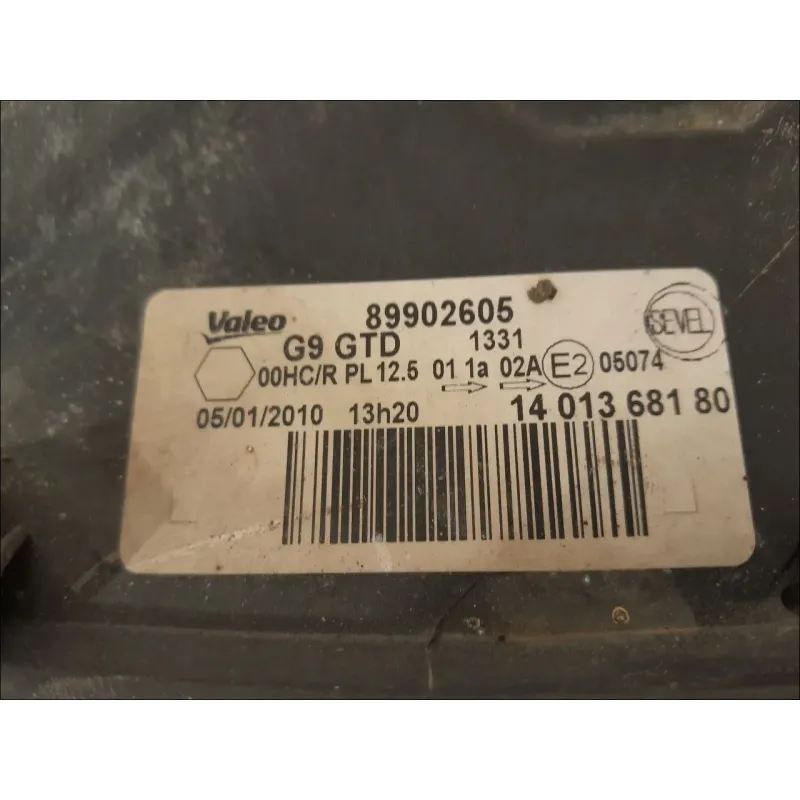 Valeo 89902605 SEVEL
G9 GTD 1331
00HC/R PL 12.5 01 1a 02A E2 05074
05/01/2010 13h20 14 013 681 80